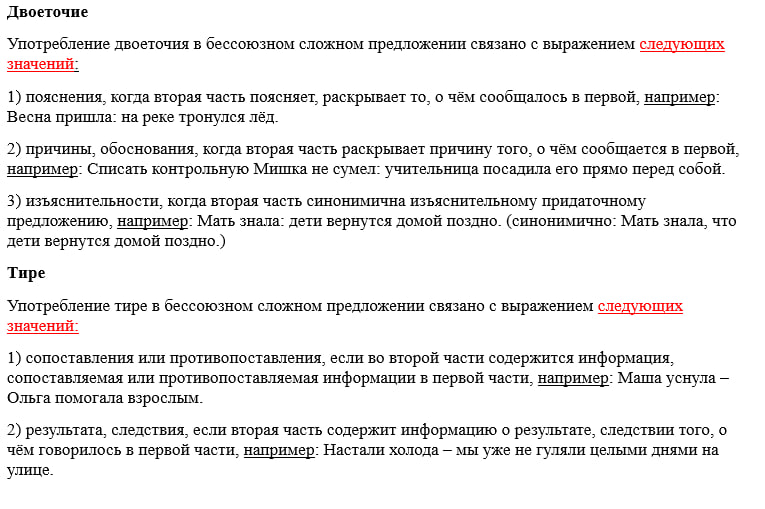 Двоеточие
Употребление двоеточия в бессоюзном сложном предложении связано с выражением следующих
значений:
1) пояснения, когда вторая часть поясняет, раскрывает то, о чём сообщалось в первой, например:
Весна пришла: на реке тронулся лёд.
2) причины, обоснования, когда вторая часть раскрывает причину того, о чём сообщается в первой,
например: Списать контрольную Мишка не сумел: учительница посадила его прямо перед собой.
3) изъяснительности, когда вторая часть синонимична изъяснительному придаточному
предложению, например: Мать знала: дети вернутся домой поздно. (синонимично: Мать знала, что
дети вернутся домой поздно.)
Тире
Употребление тире в бессоюзном сложном предложении связано с выражением следующих
значений:
1) сопоставления или противопоставления, если во второй части содержится информация,
сопоставляемая или противопоставляемая информации в первой части, например: Маша уснула –
Ольга помогала взрослым.
2) результата, следствия, если вторая часть содержит информацию о результате, следствии того, о
чём говорилось в первой части, например: Настали холода – мы уже не гуляли целыми днями на
улице.